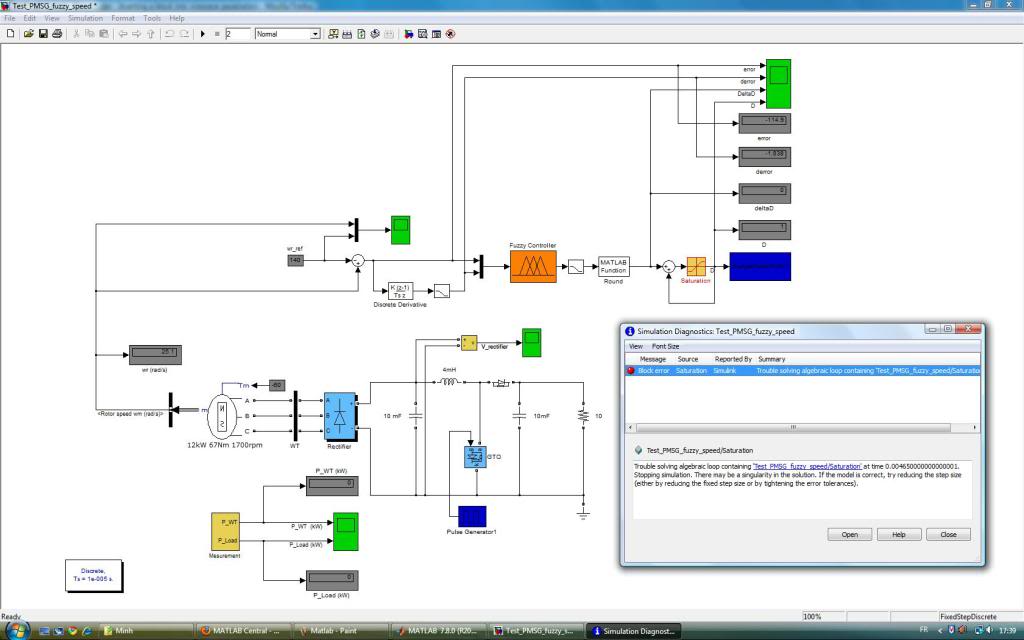 Test_PMSG_fuzzy_speed *
File Edit View Simulation Format Tools Help
2 Normal
error
derror
DeltaD
D
-114.9
error
-1.038
derror
0
deltaD
1
D
wr_ref
140
Fuzzy Controller
MATLAB
Function
Round
D
Saturation
K (z-1)
Ts z
Discrete Derivative
25.1
wr (rad/s)
V_rectifier
4mH
<Rotor speed wm (rad/s)>
m
Tm
-60
N
S
A
B
C
12kW 67Nm 1700rpm
WT
A
B
C
+
-
Rectifier
10 mF
10mF
10
GTO
Pulse Generator1
P_WT (kW)
0
P_WT
P_Load
Mesurement
P_WT (kW)
P_Load (kW)
0
P_Load (kW)
Discrete,
Ts = 1e-005 s.
Simulation Diagnostics: Test_PMSG_fuzzy_speed
View Font Size
Message Source Reported By Summary
Block error Saturation Simulink Trouble solving algebraic loop containing 'Test_PMSG_fuzzy_speed/Saturatio
Test_PMSG_fuzzy_speed/Saturation
Trouble solving algebraic loop containing 'Test_PMSG_fuzzy_speed/Saturation' at time 0.004650000000000001.
Stopping simulation. There may be a singularity in the solution. If the model is correct, try reducing the step size
(either by reducing the fixed step size or by tightening the error tolerances).
Open Help Close
Ready 100% FixedStepDiscrete
Minh MATLAB Central - ... Matlab - Paint MATLAB 7.8.0 (R20... Test_PMSG_fuzzy_s... Simulation Diagnost... FR 17:39